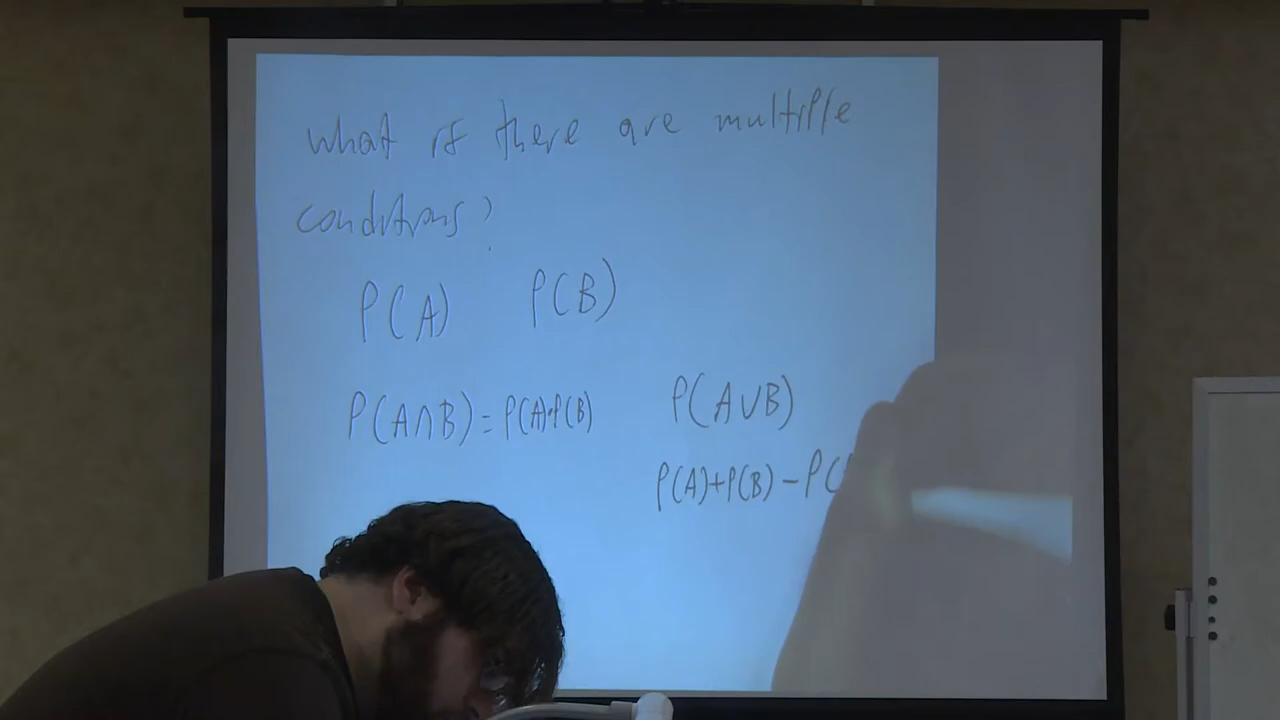 what if there are multiple
conditions?
P(A) P(B)
P(A∩B)=P(A)·P(B)
P(A∪B)
P(A)+P(B)-P(